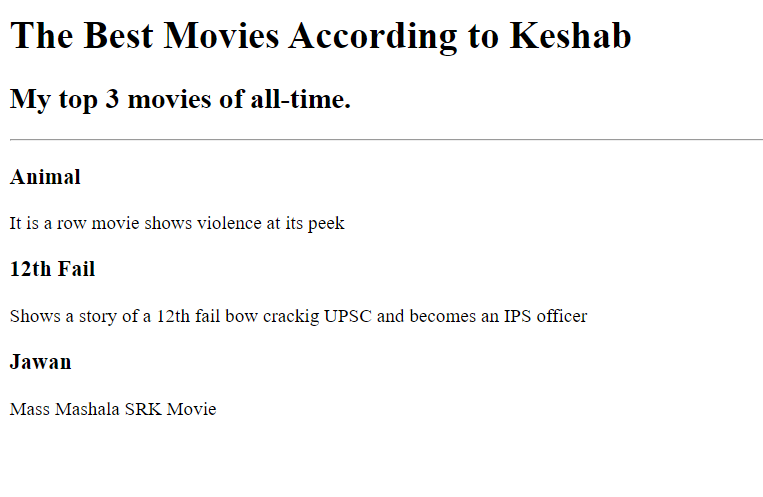 The Best Movies According to Keshab
My top 3 movies of all-time.
Animal
It is a row movie shows violence at its peek
12th Fail
Shows a story of a 12th fail bow crackig UPSC and becomes an IPS officer
Jawan
Mass Mashala SRK Movie